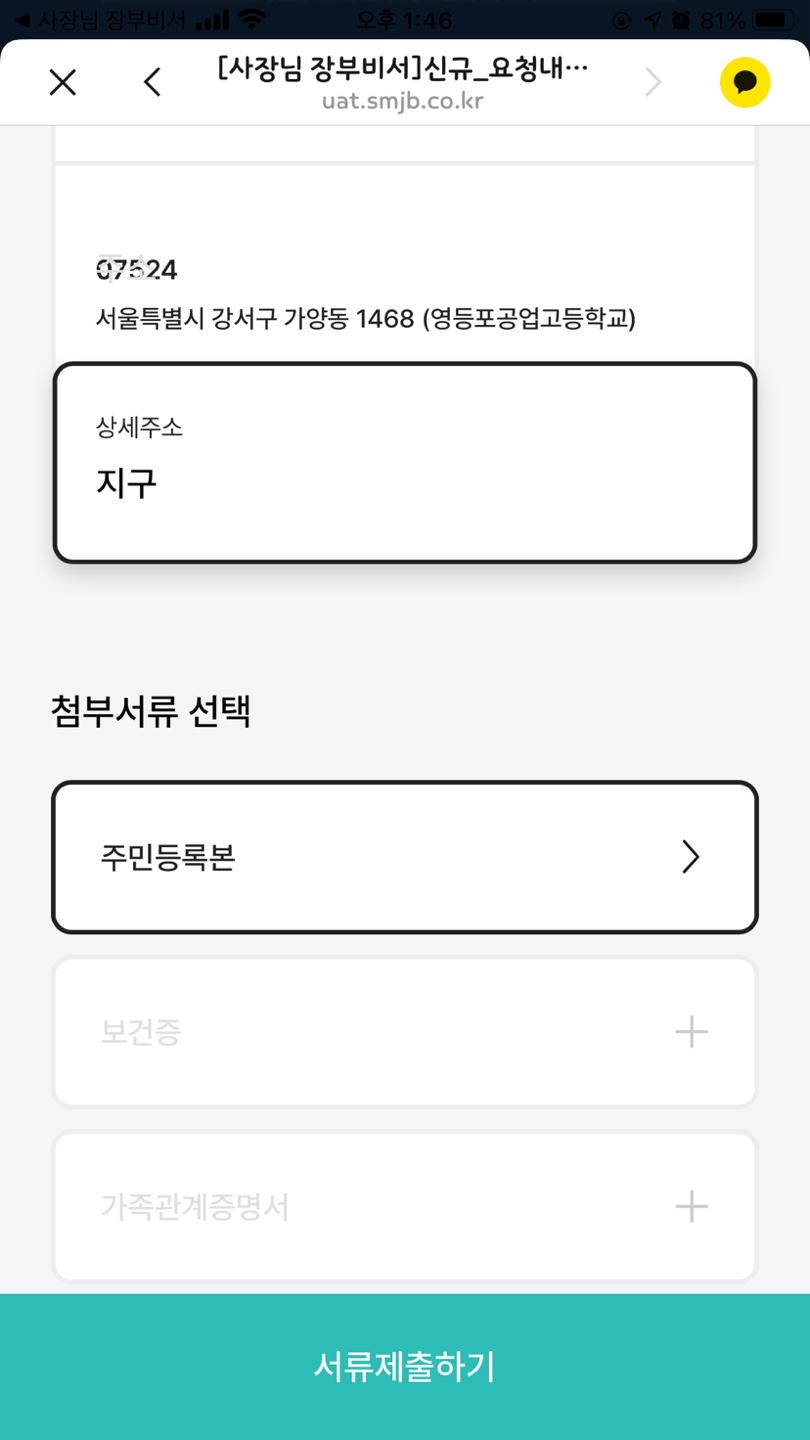 사장님 장부비서
오후 1:46
81%
[사장님 장부비서]신규_요청내…
uat.smjb.co.kr
주소
07524
서울특별시 강서구 가양동 1468 (영등포공업고등학교)
상세주소
지구
첨부서류 선택
주민등록본
보건증
가족관계증명서
서류제출하기